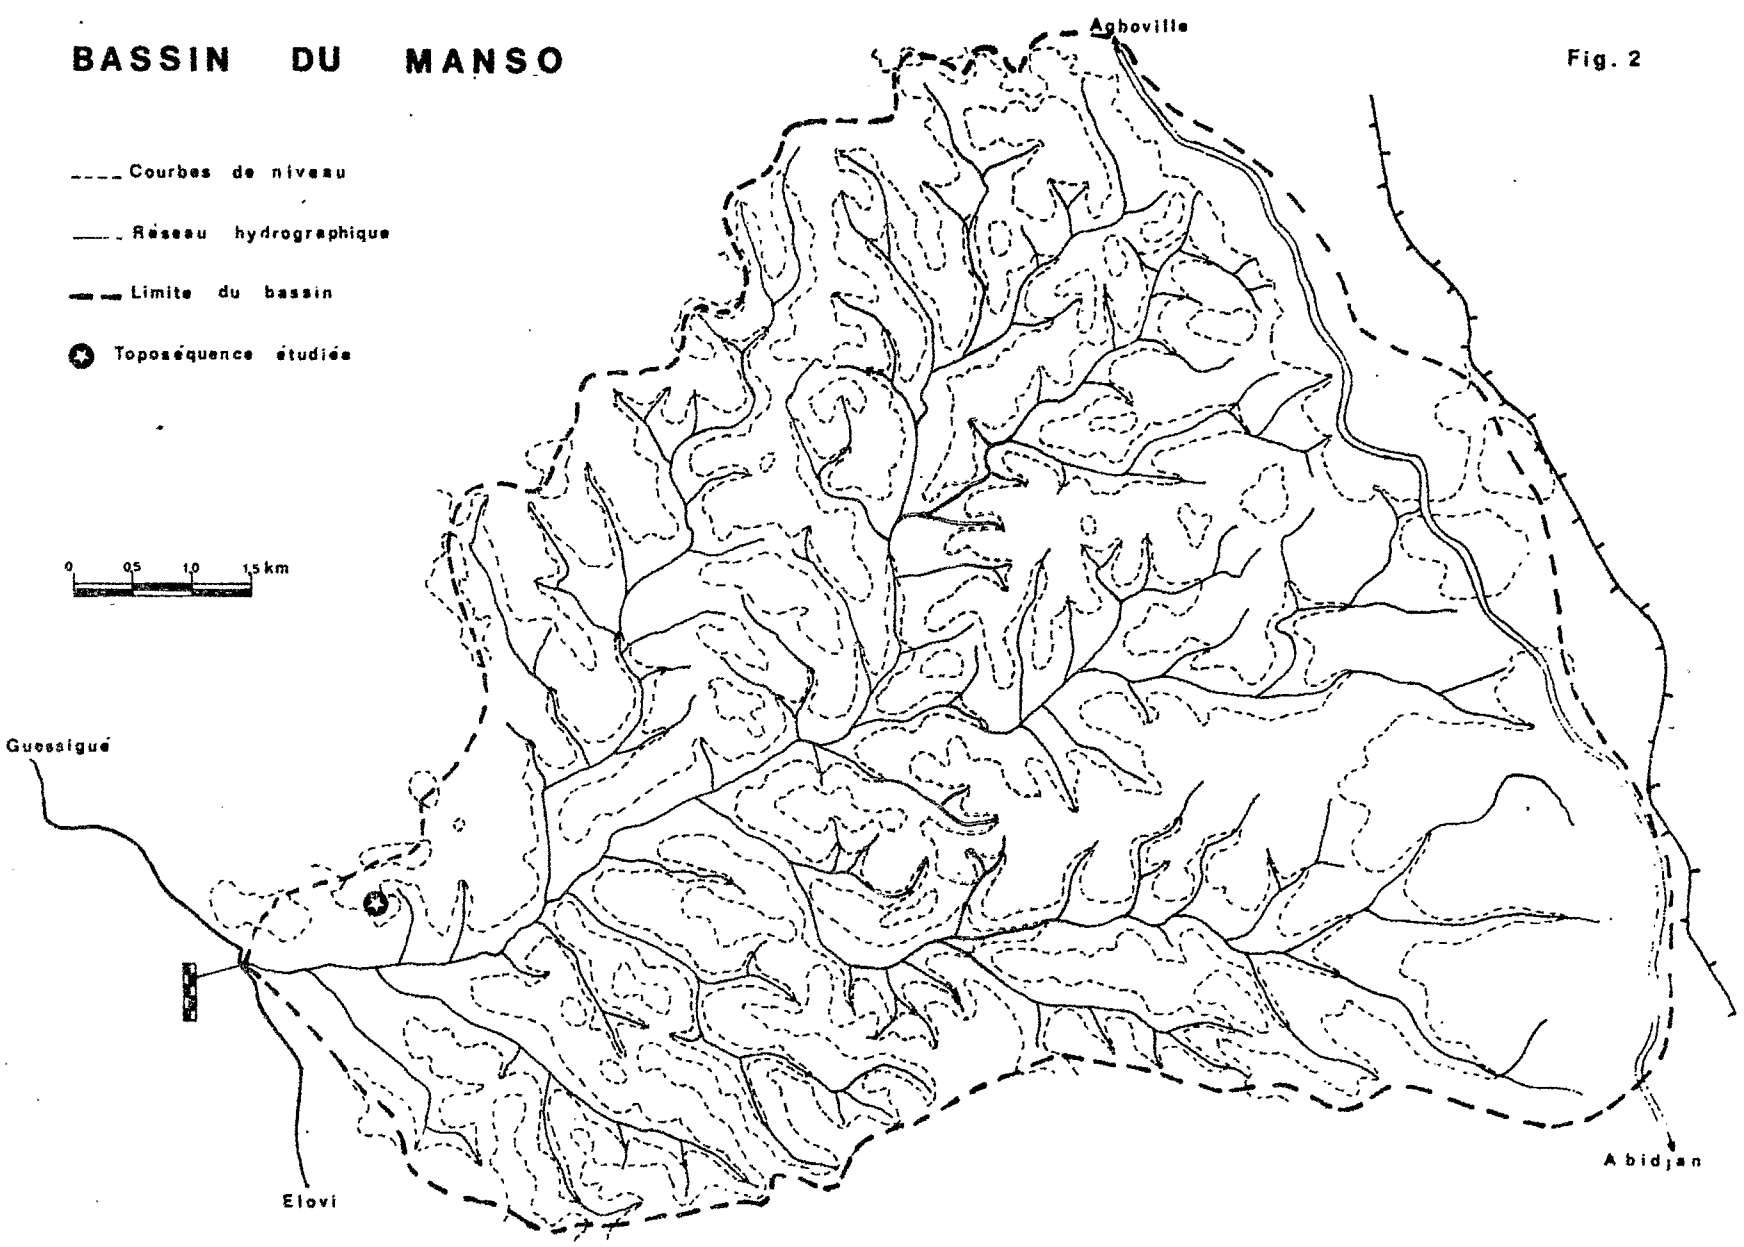 Agboville
BASSIN DU MANSO
Fig. 2
Courbes de niveau
Réseau hydrographique
Limite du bassin
Toposéquence étudiée
0 0,5 1,0 1,5 km
Guessigué
Abidjan
Elovi